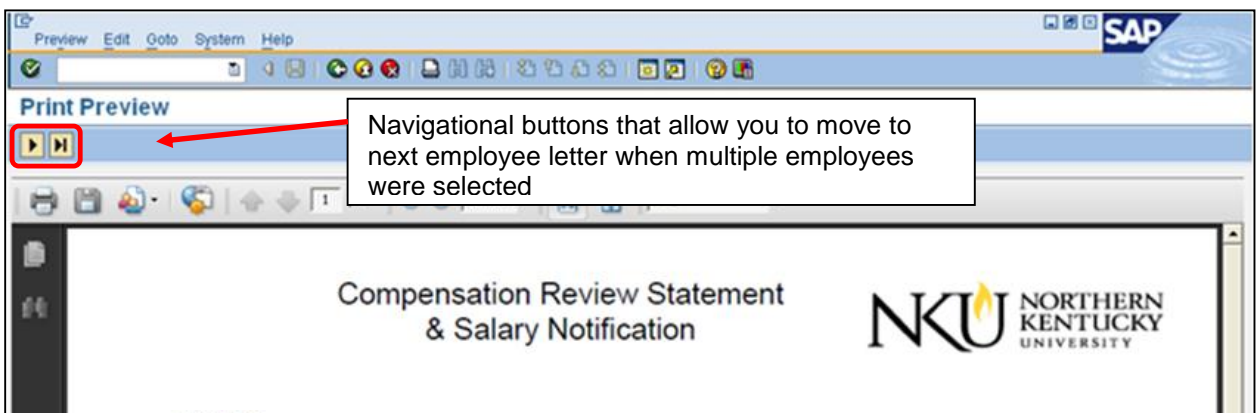 Preview Edit Goto System Help
SAP
Print Preview
Navigational buttons that allow you to move to
next employee letter when multiple employees
were selected
1
Compensation Review Statement
& Salary Notification
NKU NORTHERN
KENTUCKY
UNIVERSITY